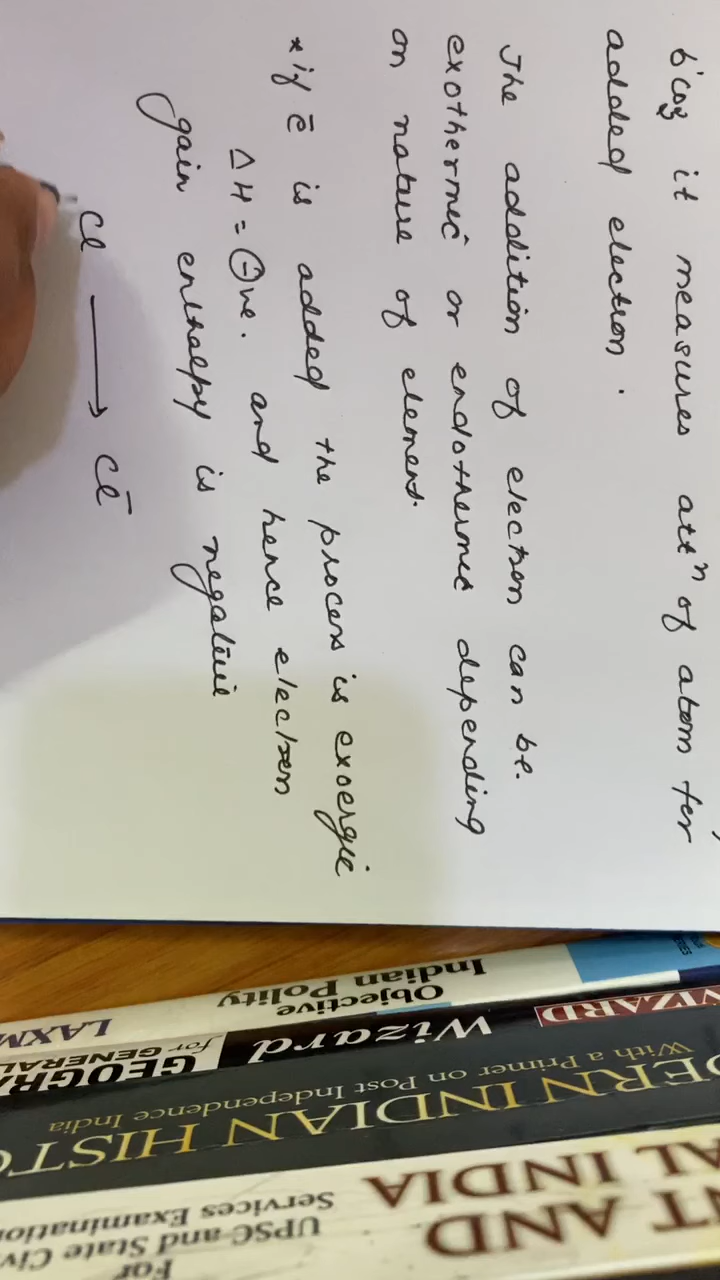 b'coz it measures attⁿ of atom for
added electron.
The addition of electron can be.
exothermic or endothermic depending
on nature of element.
* if e̅ is added the process is exoergic
ΔH = ⊖ve. and hence electron
gain enthalpy is negative
Cl ⟶ Cl̅
Objective
Indian Polity
LAXM
Wizard
for GENERAL
GEOGRA
WIZARD
DERN INDIAN HISTO
With a Primer on Post Independence India
NT AND
AL INDIA
For
UPSC and State Civ
Services Examination